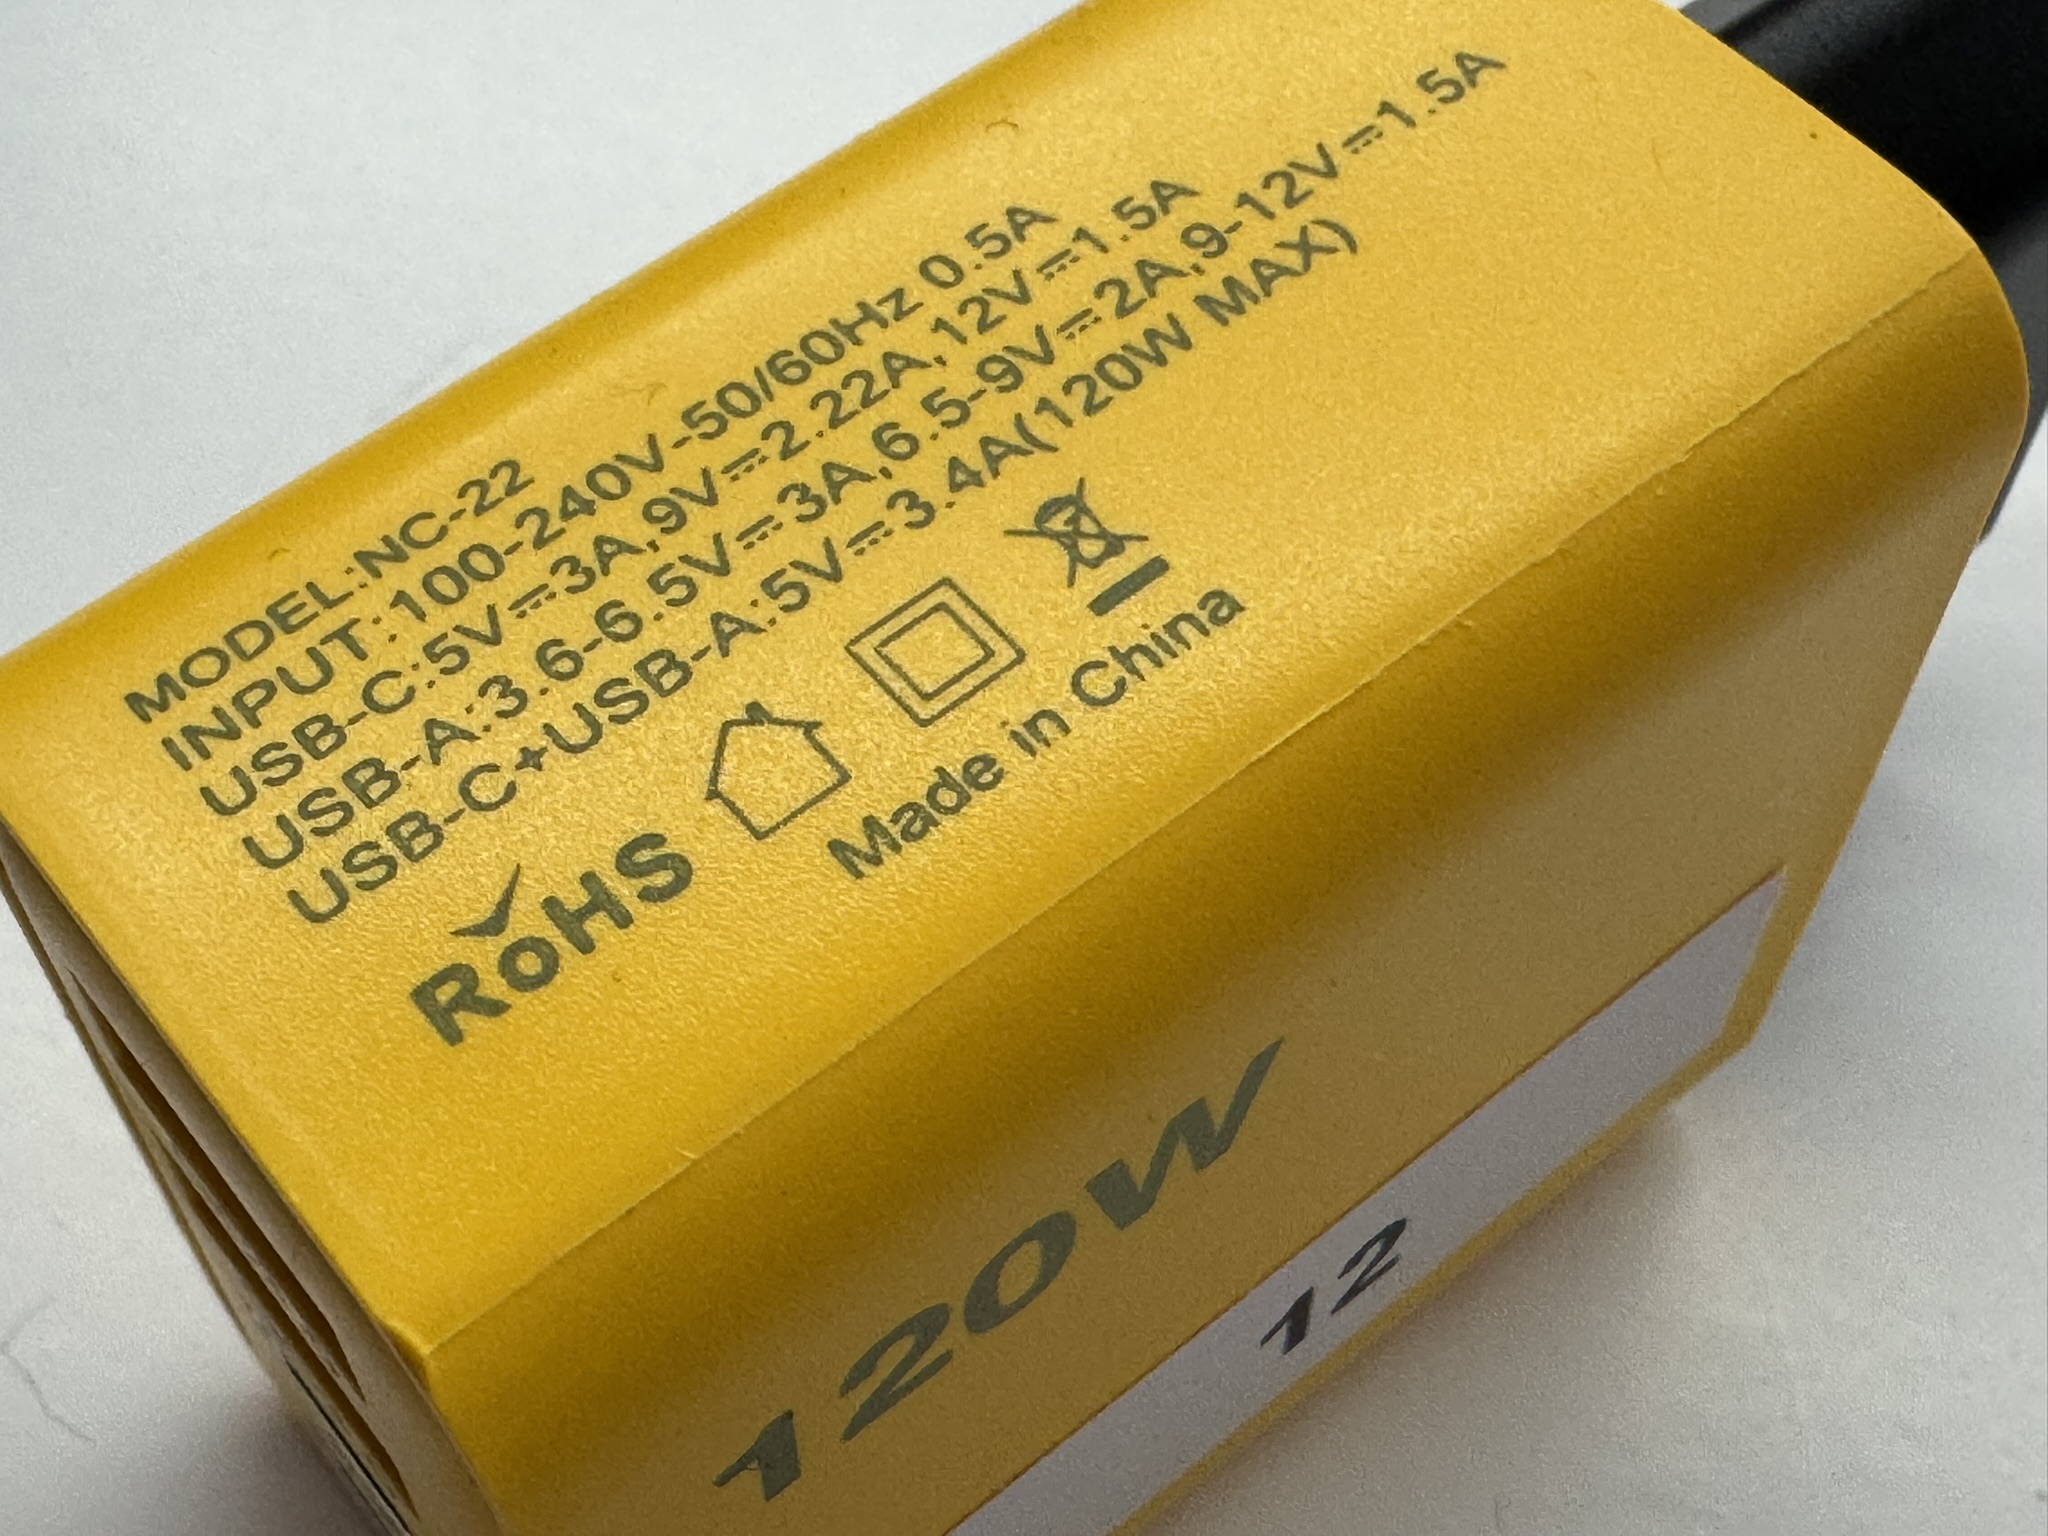 MODEL:NC-22
INPUT:100-240V-50/60Hz 0.5A
USB-C:5V⎓3A,9V⎓2.22A,12V⎓1.5A
USB-A:3.6-6.5V⎓3A,6.5-9V⎓2A,9-12V⎓1.5A
USB-C+USB-A:5V⎓3.4A(120W MAX)
RoHS
Made in China
120W
12